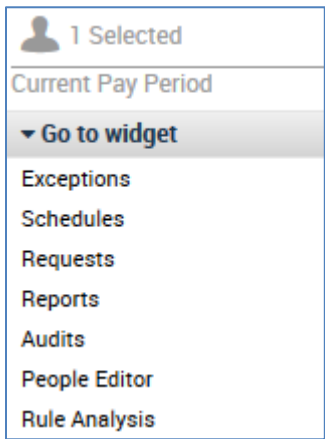 1 Selected
Current Pay Period
Go to widget
Exceptions
Schedules
Requests
Reports
Audits
People Editor
Rule Analysis